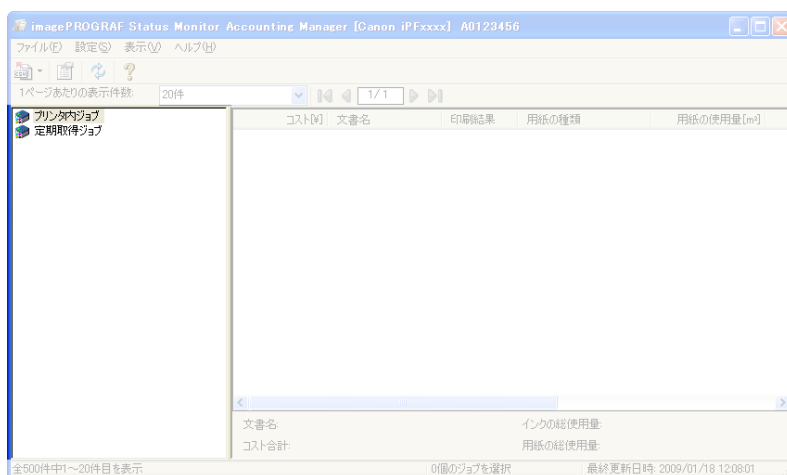 imagePROGRAF Status Monitor Accounting Manager [Canon iPFxxxx] A0123456
ファイル(F) 設定(S) 表示(V) ヘルプ(H)
1ページあたりの表示件数: 20件 1/1
プリンタ内ジョブ
定期取得ジョブ
コスト[¥] 文書名 印刷結果 用紙の種類 用紙の使用量[m²]
文書名: インクの総使用量:
コスト合計: 用紙の総使用量:
全500件中1～20件目を表示 0個のジョブを選択 最終更新日時: 2009/01/18 12:08:01